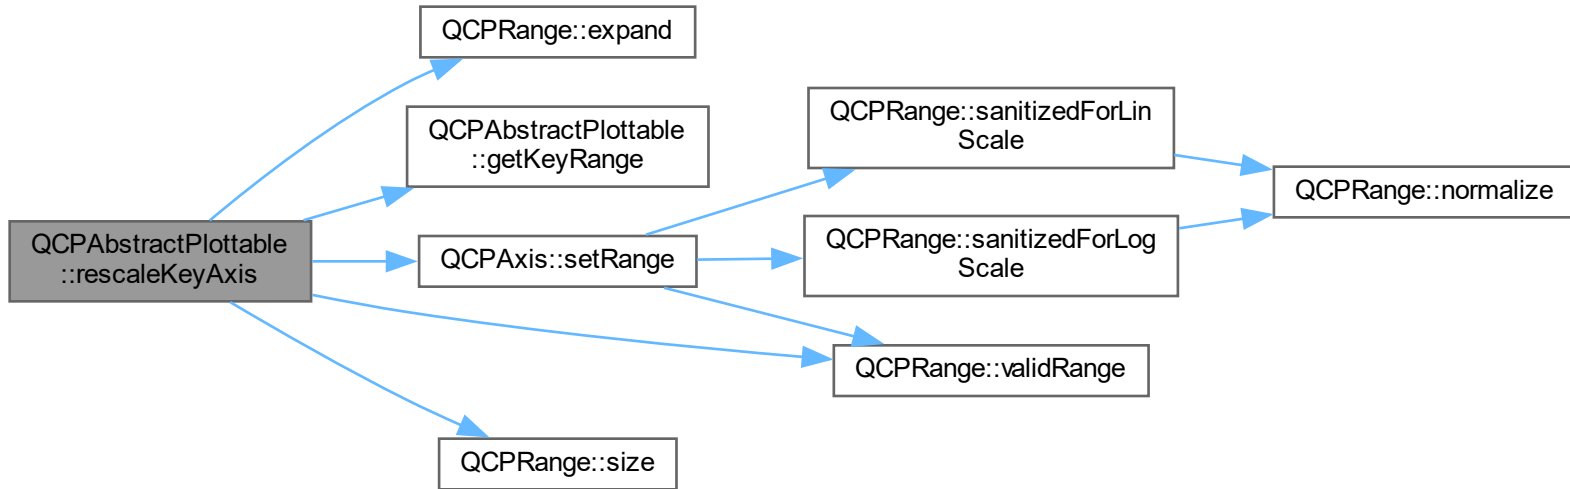 QCPRange::expand
QCPAbstractPlottable
::getKeyRange
QCPRange::sanitizedForLin
Scale
QCPRange::normalize
QCPAbstractPlottable
::rescaleKeyAxis
QCPAxis::setRange
QCPRange::sanitizedForLog
Scale
QCPRange::validRange
QCPRange::size